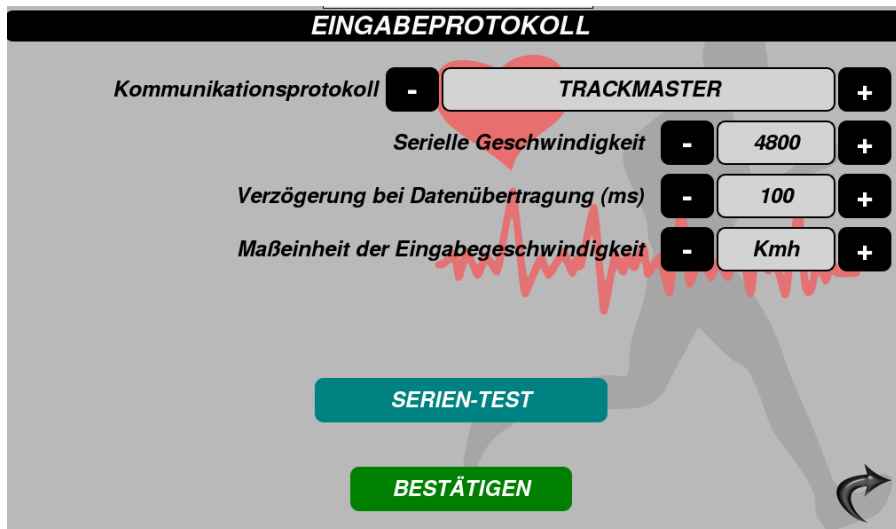 EINGABEPROTOKOLL
Kommunikationsprotokoll - TRACKMASTER +
Serielle Geschwindigkeit - 4800 +
Verzögerung bei Datenübertragung (ms) - 100 +
Maßeinheit der Eingabegeschwindigkeit - Kmh +
SERIEN-TEST
BESTÄTIGEN